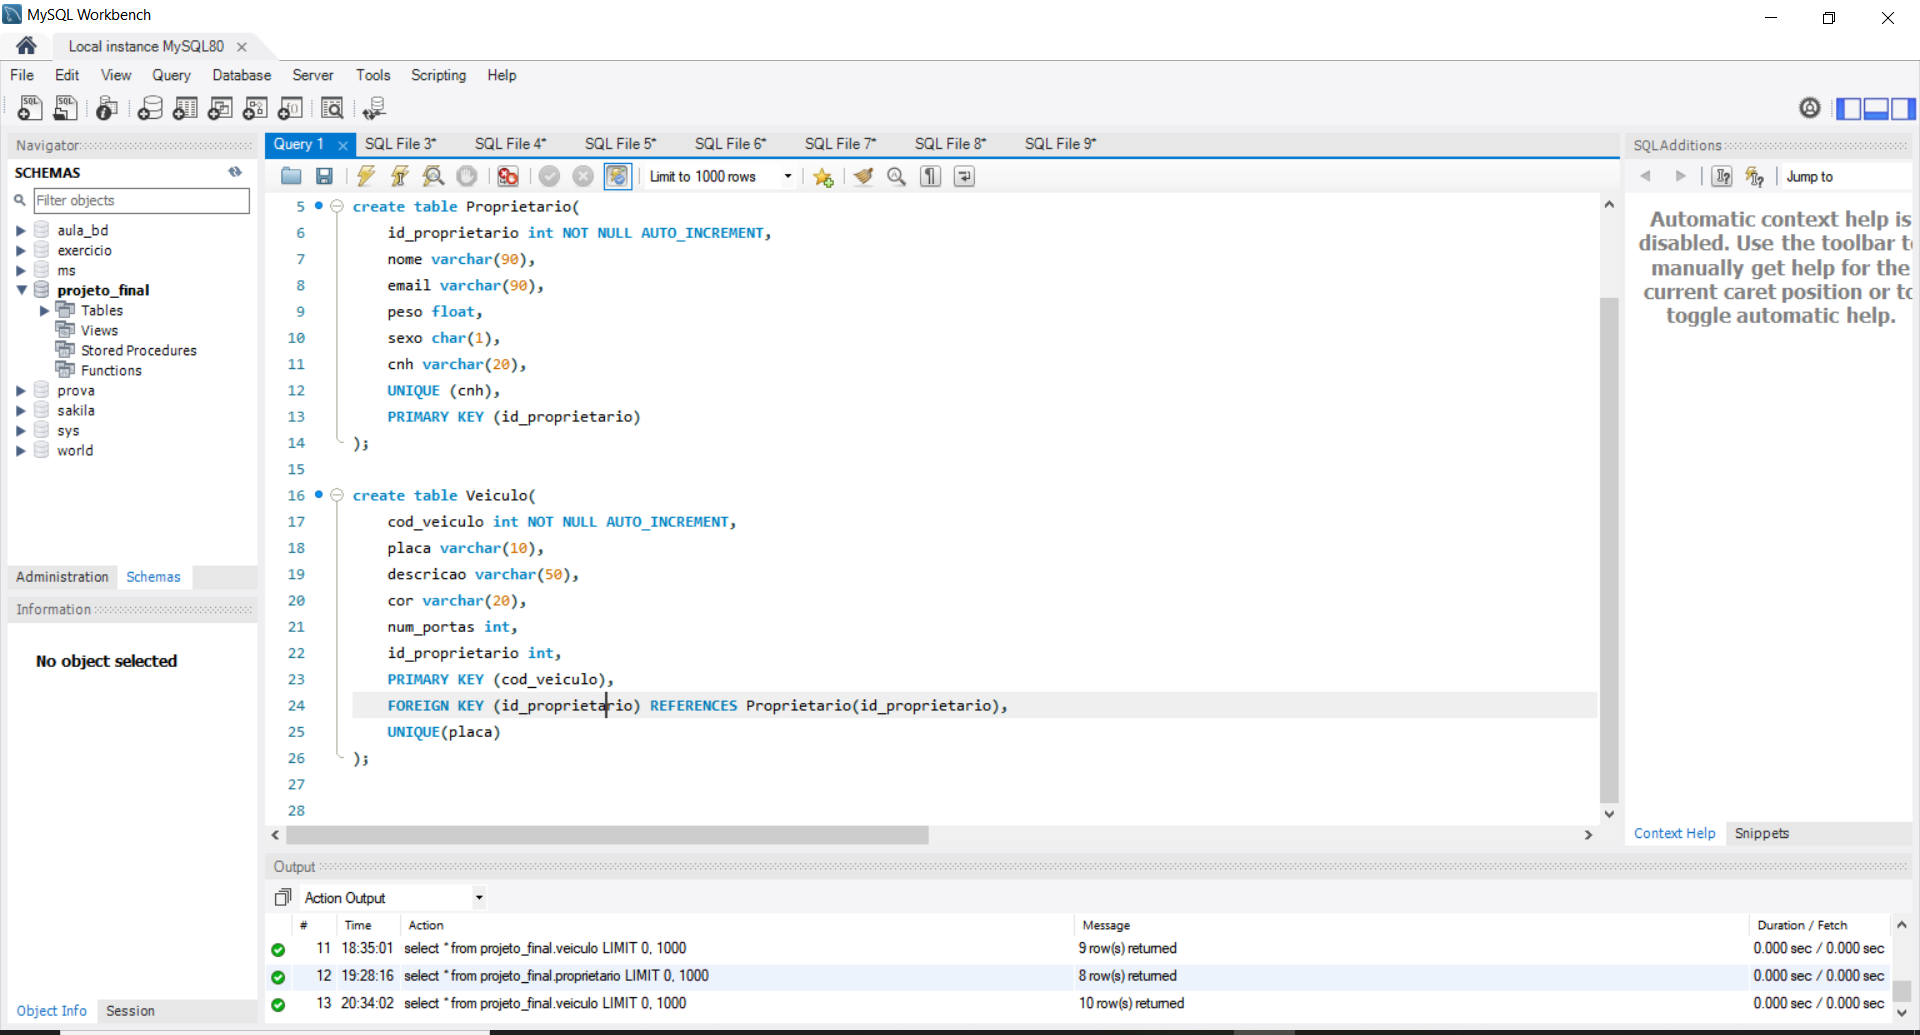 MySQL Workbench
Local instance MySQL80
File Edit View Query Database Server Tools Scripting Help
Navigator
SCHEMAS
Filter objects
aula_bd
exercicio
ms
projeto_final
Tables
Views
Stored Procedures
Functions
prova
sakila
sys
world
Administration Schemas
Information
No object selected
Object Info Session
Query 1 SQL File 3* SQL File 4* SQL File 5* SQL File 6* SQL File 7* SQL File 8* SQL File 9*
Limit to 1000 rows
5 create table Proprietario(
6 id_proprietario int NOT NULL AUTO_INCREMENT,
7 nome varchar(90),
8 email varchar(90),
9 peso float,
10 sexo char(1),
11 cnh varchar(20),
12 UNIQUE (cnh),
13 PRIMARY KEY (id_proprietario)
14 );
15
16 create table Veiculo(
17 cod_veiculo int NOT NULL AUTO_INCREMENT,
18 placa varchar(10),
19 descricao varchar(50),
20 cor varchar(20),
21 num_portas int,
22 id_proprietario int,
23 PRIMARY KEY (cod_veiculo),
24 FOREIGN KEY (id_proprietario) REFERENCES Proprietario(id_proprietario),
25 UNIQUE(placa)
26 );
27
28
SQLAdditions
Jump to
Automatic context help is
disabled. Use the toolbar
manually get help for the
current caret position or
toggle automatic help.
Context Help Snippets
Output
Action Output
# Time Action Message Duration / Fetch
11 18:35:01 select * from projeto_final.veiculo LIMIT 0, 1000 9 row(s) returned 0.000 sec / 0.000 sec
12 19:28:16 select * from projeto_final.proprietario LIMIT 0, 1000 8 row(s) returned 0.000 sec / 0.000 sec
13 20:34:02 select * from projeto_final.veiculo LIMIT 0, 1000 10 row(s) returned 0.000 sec / 0.000 sec